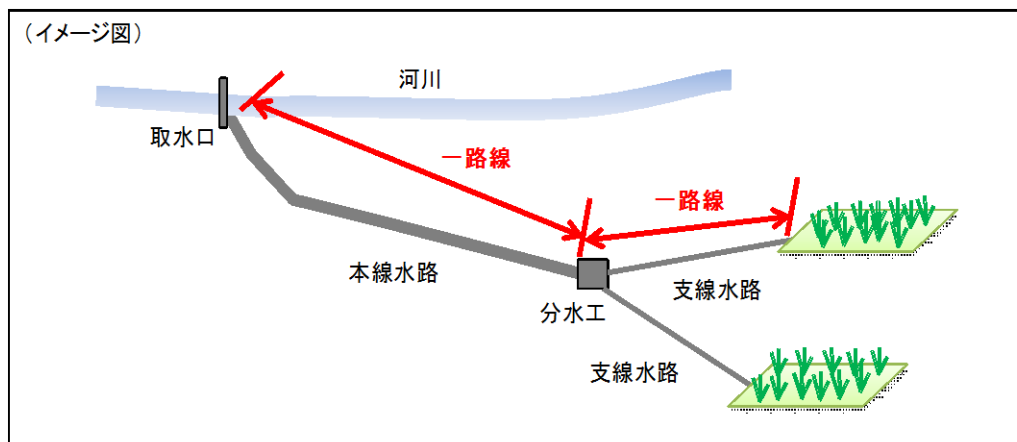 (イメージ図)
河川
取水口
一路線
一路線
本線水路
支線水路
分水工
支線水路